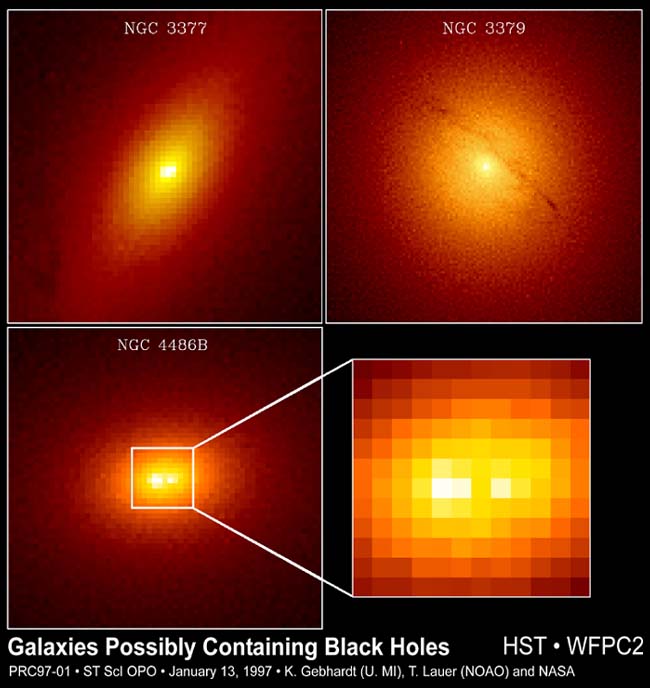 NGC 3377
NGC 3379
NGC 4486B
Galaxies Possibly Containing Black Holes
HST • WFPC2
PRC97-01 • ST ScI OPO • January 13, 1997 • K. Gebhardt (U. MI), T. Lauer (NOAO) and NASA